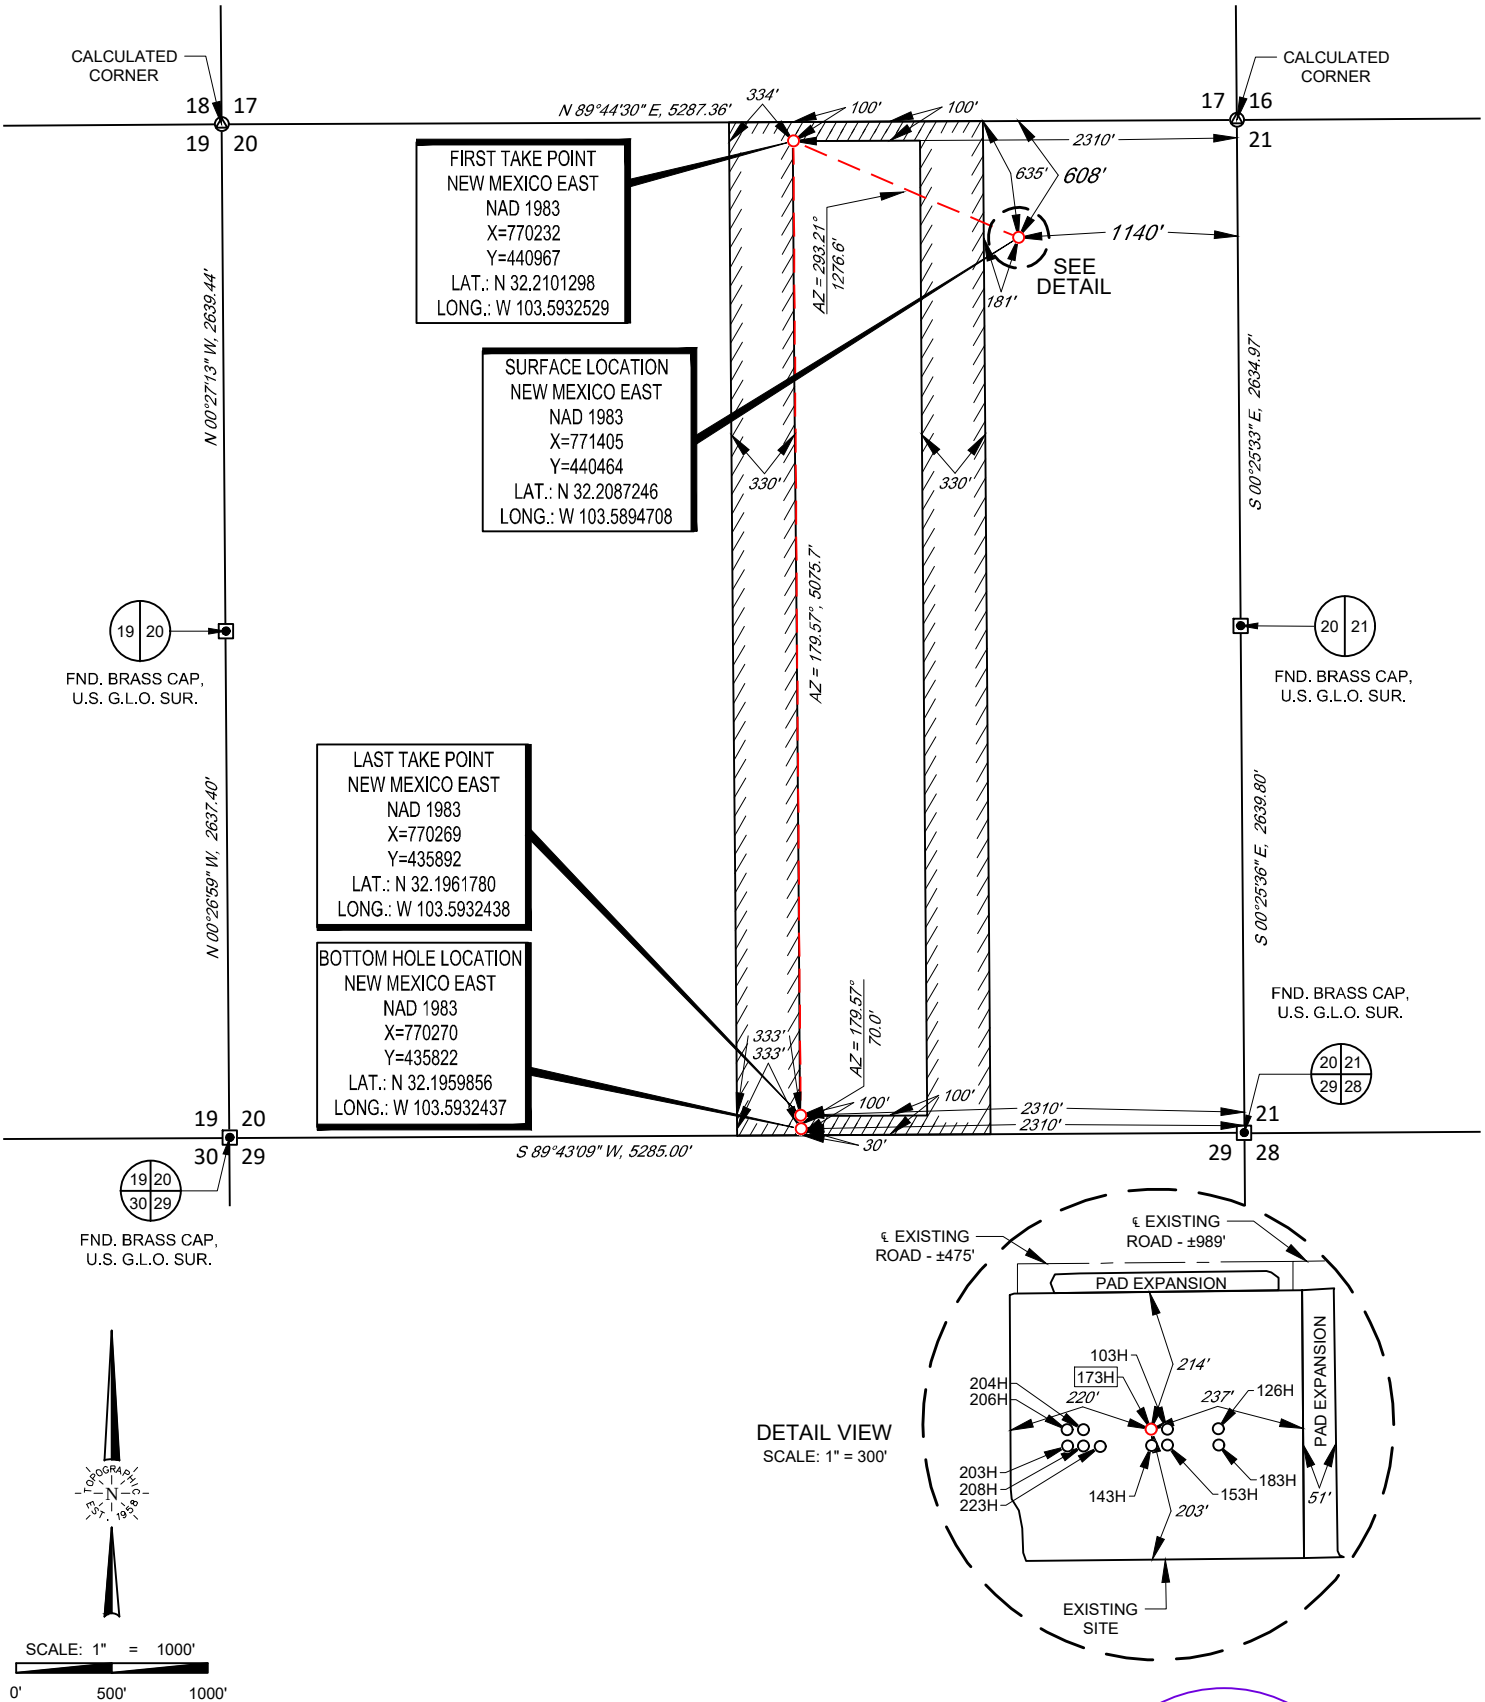 CALCULATED
CORNER
18 17
19 20
N 89°44'30" E, 5287.36'
334'
100'
100'
CALCULATED
CORNER
17 16
21
2310'
635'
608'
1140'
181'
SEE
DETAIL
AZ = 293.21°
1276.6'
FIRST TAKE POINT
NEW MEXICO EAST
NAD 1983
X=770232
Y=440967
LAT.: N 32.2101298
LONG.: W 103.5932529
SURFACE LOCATION
NEW MEXICO EAST
NAD 1983
X=771405
Y=440464
LAT.: N 32.2087246
LONG.: W 103.5894708
N 00°27'13" W, 2639.44'
S 00°25'33" E, 2634.97'
330'
330'
AZ = 179.57°, 5075.7'
19 20
FND. BRASS CAP,
U.S. G.L.O. SUR.
20 21
FND. BRASS CAP,
U.S. G.L.O. SUR.
LAST TAKE POINT
NEW MEXICO EAST
NAD 1983
X=770269
Y=435892
LAT.: N 32.1961780
LONG.: W 103.5932438
BOTTOM HOLE LOCATION
NEW MEXICO EAST
NAD 1983
X=770270
Y=435822
LAT.: N 32.1959856
LONG.: W 103.5932437
N 00°26'59" W, 2637.40'
S 00°25'36" E, 2639.80'
AZ = 179.57°
70.0'
333'
333'
100'
100'
2310'
2310'
30'
FND. BRASS CAP,
U.S. G.L.O. SUR.
20 21
29 28
21
29 28
19 20
30 29
S 89°43'09" W, 5285.00'
19 20
30 29
FND. BRASS CAP,
U.S. G.L.O. SUR.
℄ EXISTING
ROAD - ±475'
℄ EXISTING
ROAD - ±989'
PAD EXPANSION
PAD EXPANSION
103H
173H
214'
204H
206H
220'
237'
126H
203H
208H
223H
143H
153H
183H
203'
51'
EXISTING
SITE
DETAIL VIEW
SCALE: 1" = 300'
TOPOGRAPHIC
N
EST. 1958
SCALE: 1" = 1000'
0' 500' 1000'